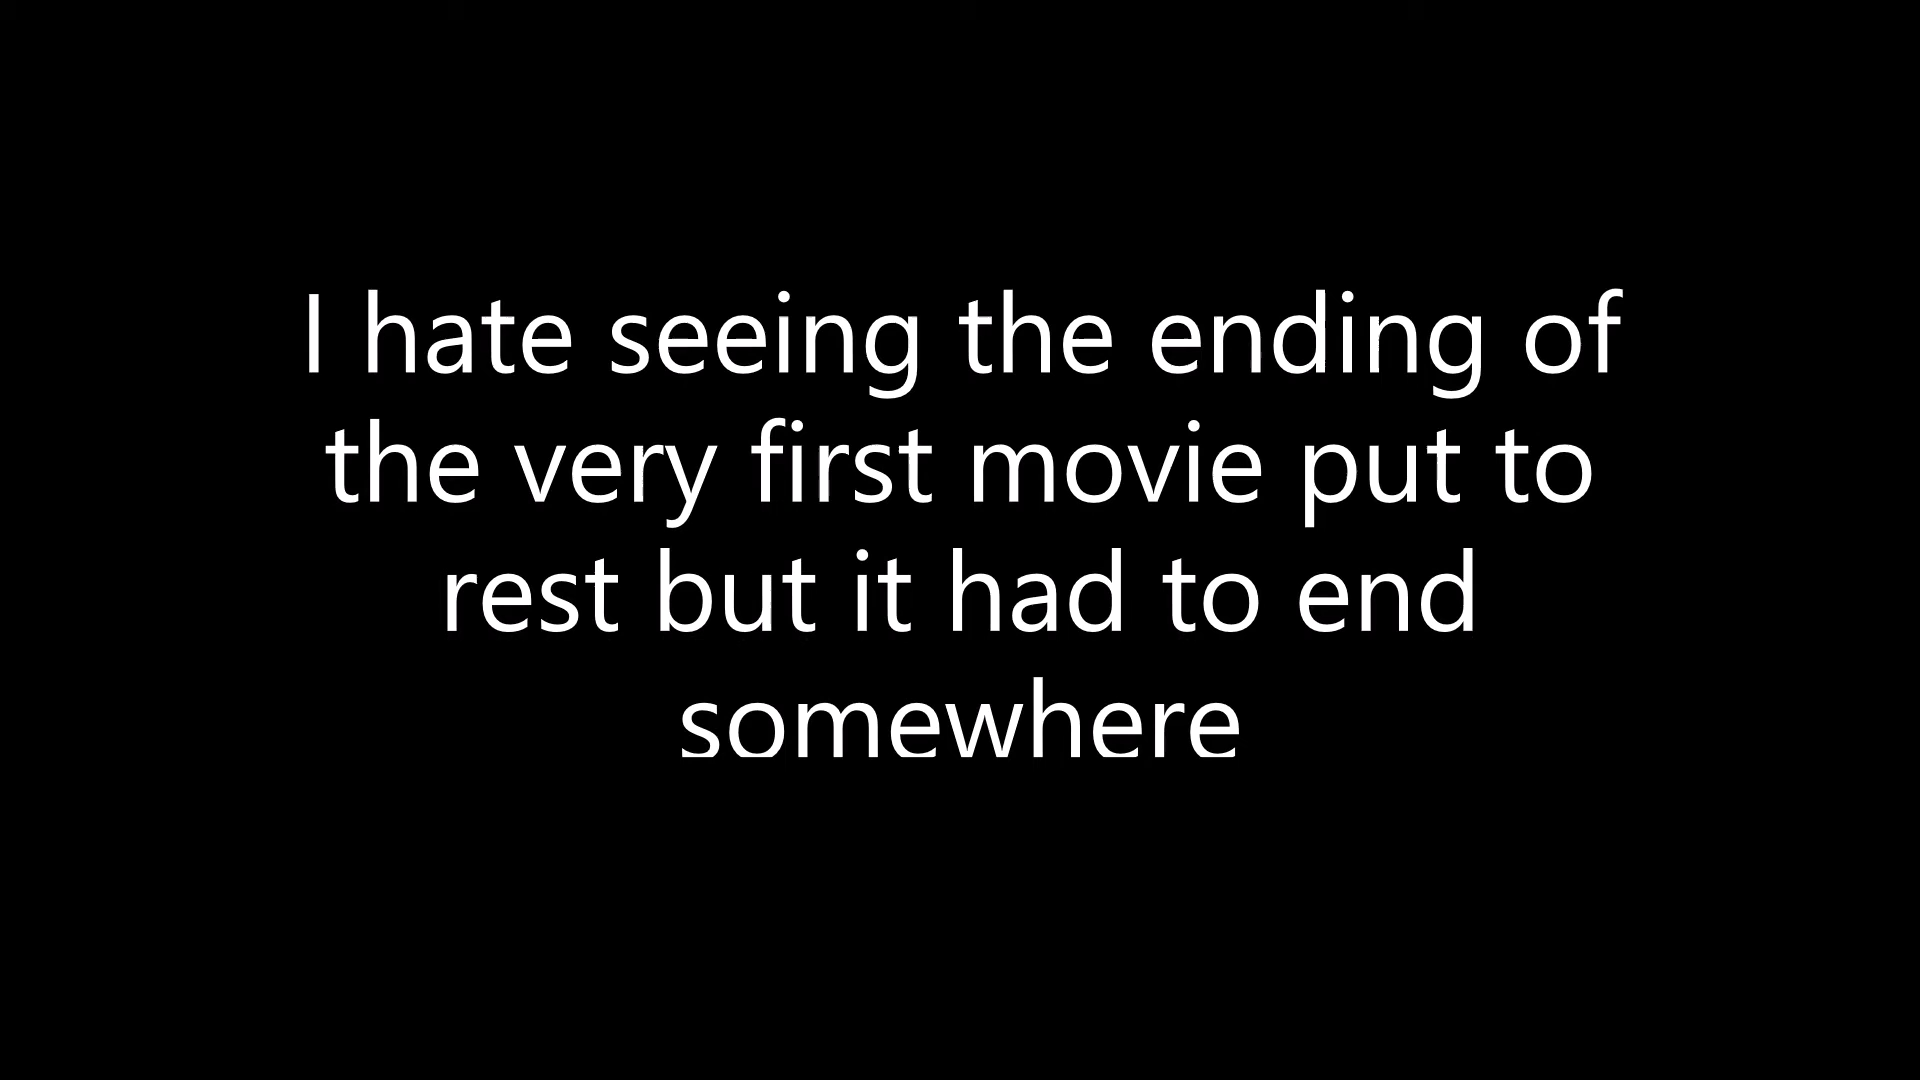 I hate seeing the ending of
the very first movie put to
rest but it had to end
somewhere